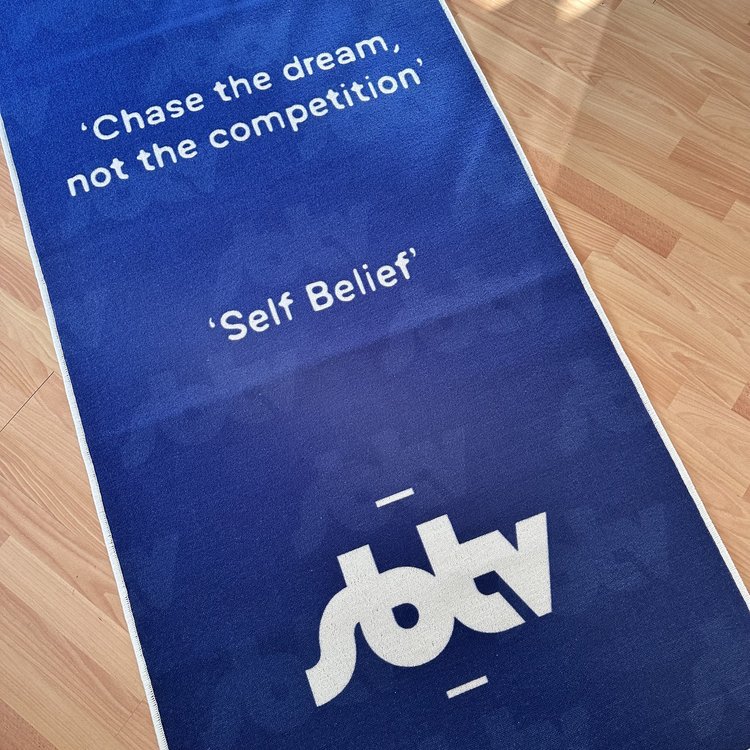 ‘Chase the dream,
not the competition’
‘Self Belief’
sbtv